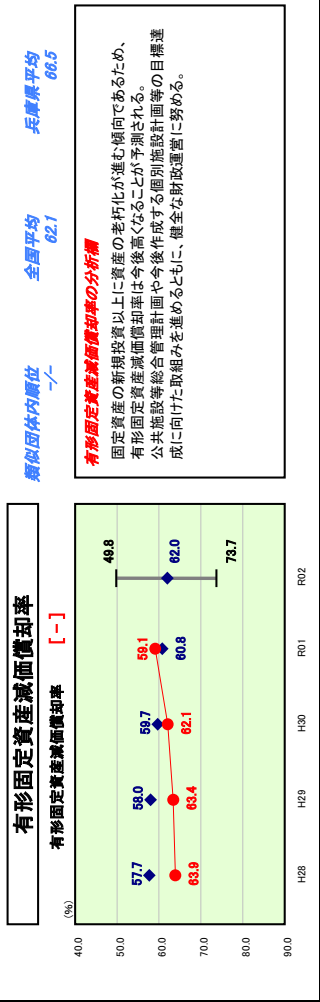 有形固定資産減価償却率
有形固定資産減価償却率 [ − ]
(%)
40.0
50.0
60.0
70.0
80.0
90.0
57.7
58.0
59.7
60.8
62.0
63.9
63.4
62.1
59.1
49.8
73.7
H28
H29
H30
R01
R02
類似団体内順位
-/-
全国平均
62.1
兵庫県平均
66.5
有形固定資産減価償却率の分析欄
固定資産の新規投資以上に資産の老朽化が進む傾向であるため、
有形固定資産減価償却率は今後高くなることが予測される。
公共施設等総合管理計画や今後作成する個別施設計画等の目標達
成に向けた取組みを進めるともに、健全な財政運営に努める。